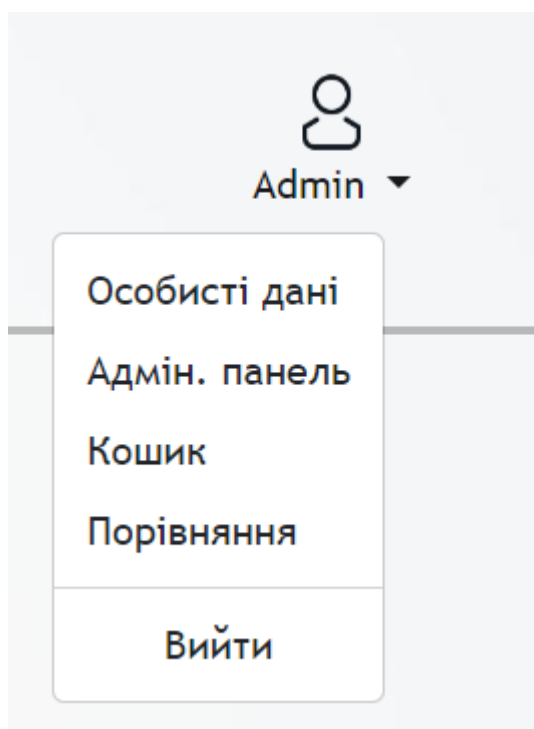 Admin
Особисті дані
Адмін. панель
Кошик
Порівняння
Вийти